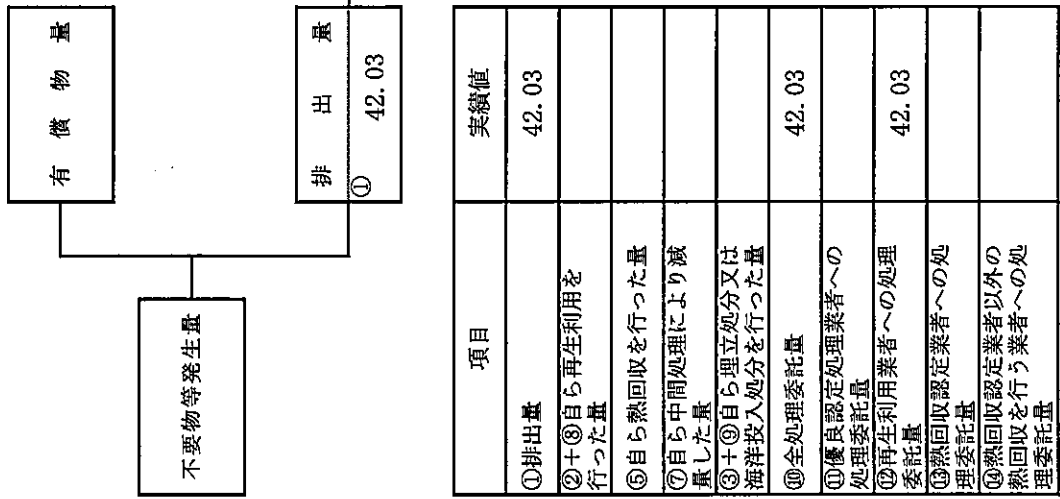 有償物量
不要物等発生量
排出量
①
42.03
項目 実績値
①排出量 42.03
②+⑧自ら再生利用を
行った量
⑤自ら熱回収を行った量
⑦自ら中間処理により減
量した量
③+⑨自ら埋立処分又は
海洋投入処分を行った量
⑩全処理委託量 42.03
⑪優良認定処理業者への
処理委託量
⑫再生利用業者への処理
委託量 42.03
⑬熱回収認定業者への処
理委託量
⑭熱回収認定業者以外の
熱回収を行う業者への処
理委託量